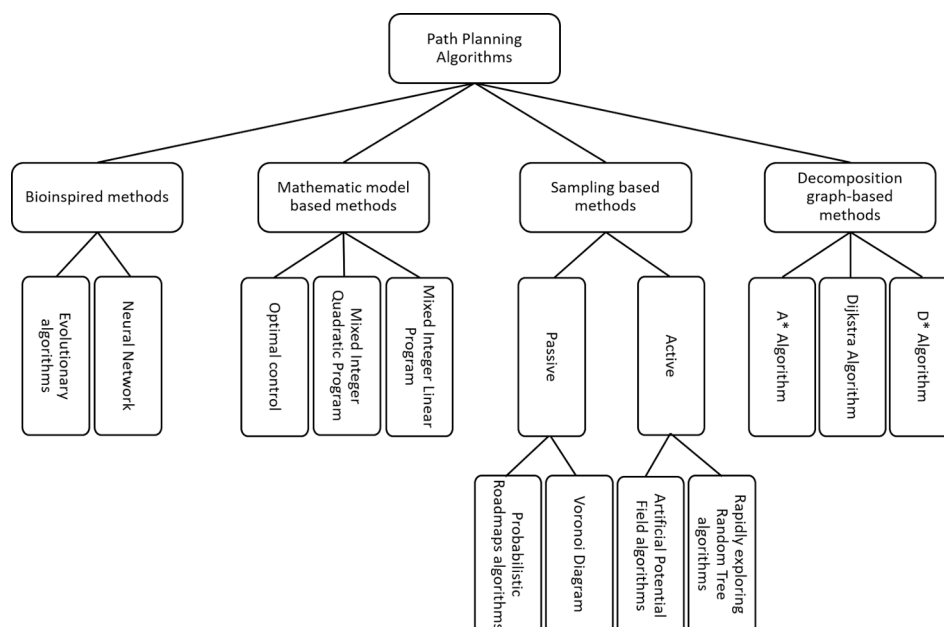 Path Planning
Algorithms
Bioinspired methods
Mathematic model
based methods
Sampling based
methods
Decomposition
graph-based
methods
Evolutionary
algorithms
Neural Network
Optimal control
Mixed Integer
Quadratic Program
Mixed Integer Linear
Program
Passive
Active
A* Algorithm
Dijkstra Algorithm
D* Algorithm
Probabilistic
Roadmaps algorithms
Voronoi Diagram
Artificial Potential
Field algorithms
Rapidly exploring
Random Tree
algorithms